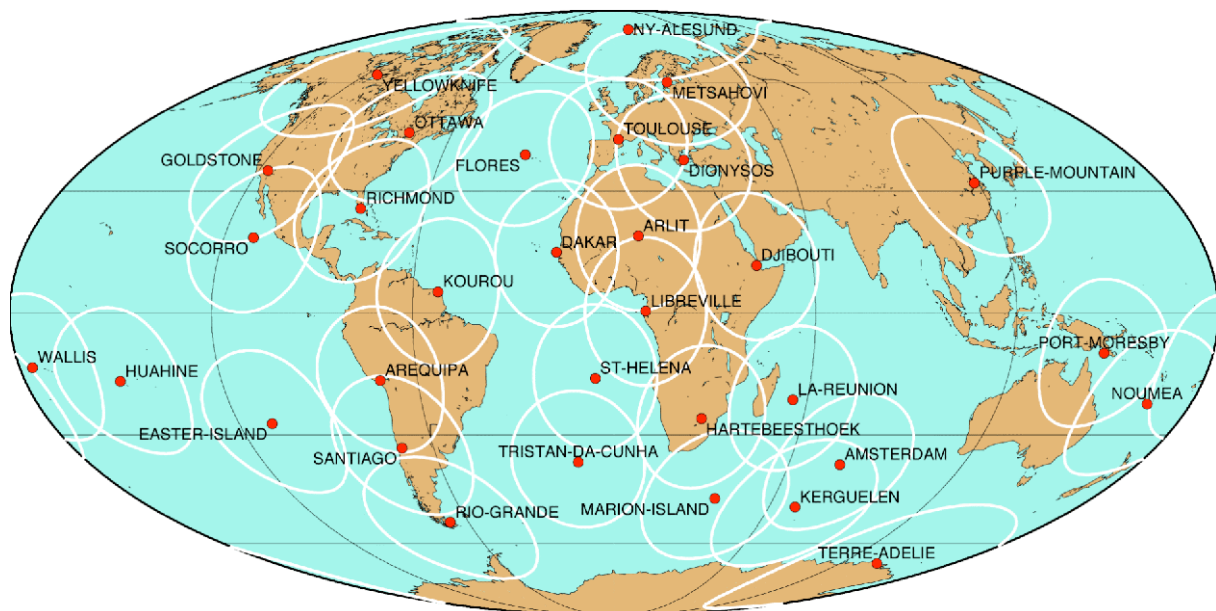 NY-ALESUND
YELLOWKNIFE
METSAHOVI
OTTAWA
TOULOUSE
GOLDSTONE
FLORES
DIONYSOS
PURPLE-MOUNTAIN
RICHMOND
ARLIT
SOCORRO
DAKAR
DJIBOUTI
KOUROU
LIBREVILLE
PORT-MORESBY
WALLIS
HUAHINE
AREQUIPA
ST-HELENA
LA-REUNION
NOUMEA
EASTER-ISLAND
HARTEBEESTHOEK
SANTIAGO
TRISTAN-DA-CUNHA
AMSTERDAM
KERGUELEN
RIO-GRANDE
MARION-ISLAND
TERRE-ADELIE